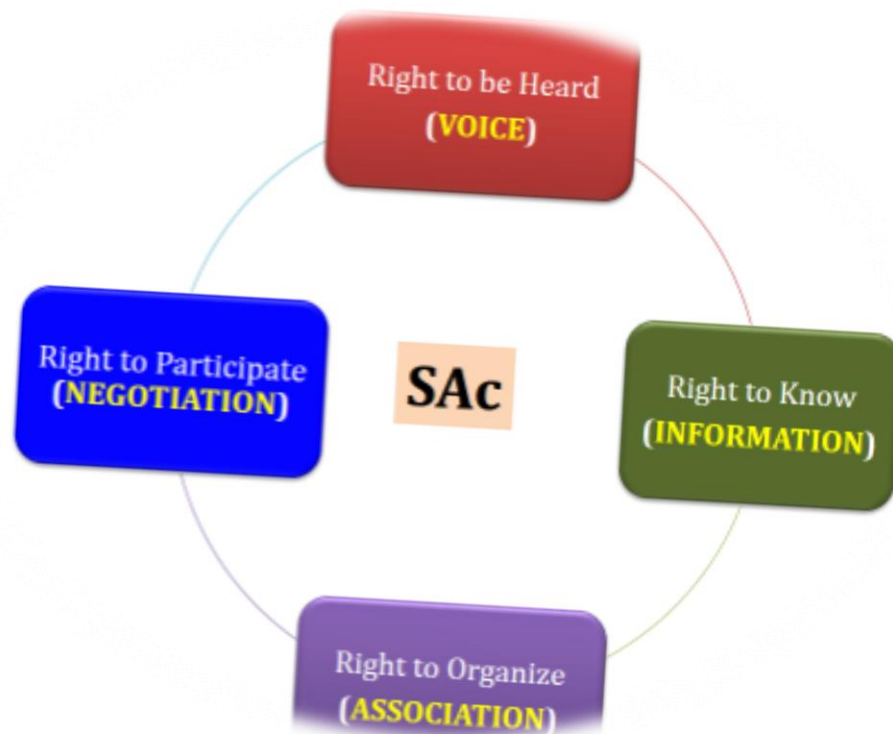 Right to be Heard
(VOICE)
Right to Participate
(NEGOTIATION)
SAc
Right to Know
(INFORMATION)
Right to Organize
(ASSOCIATION)